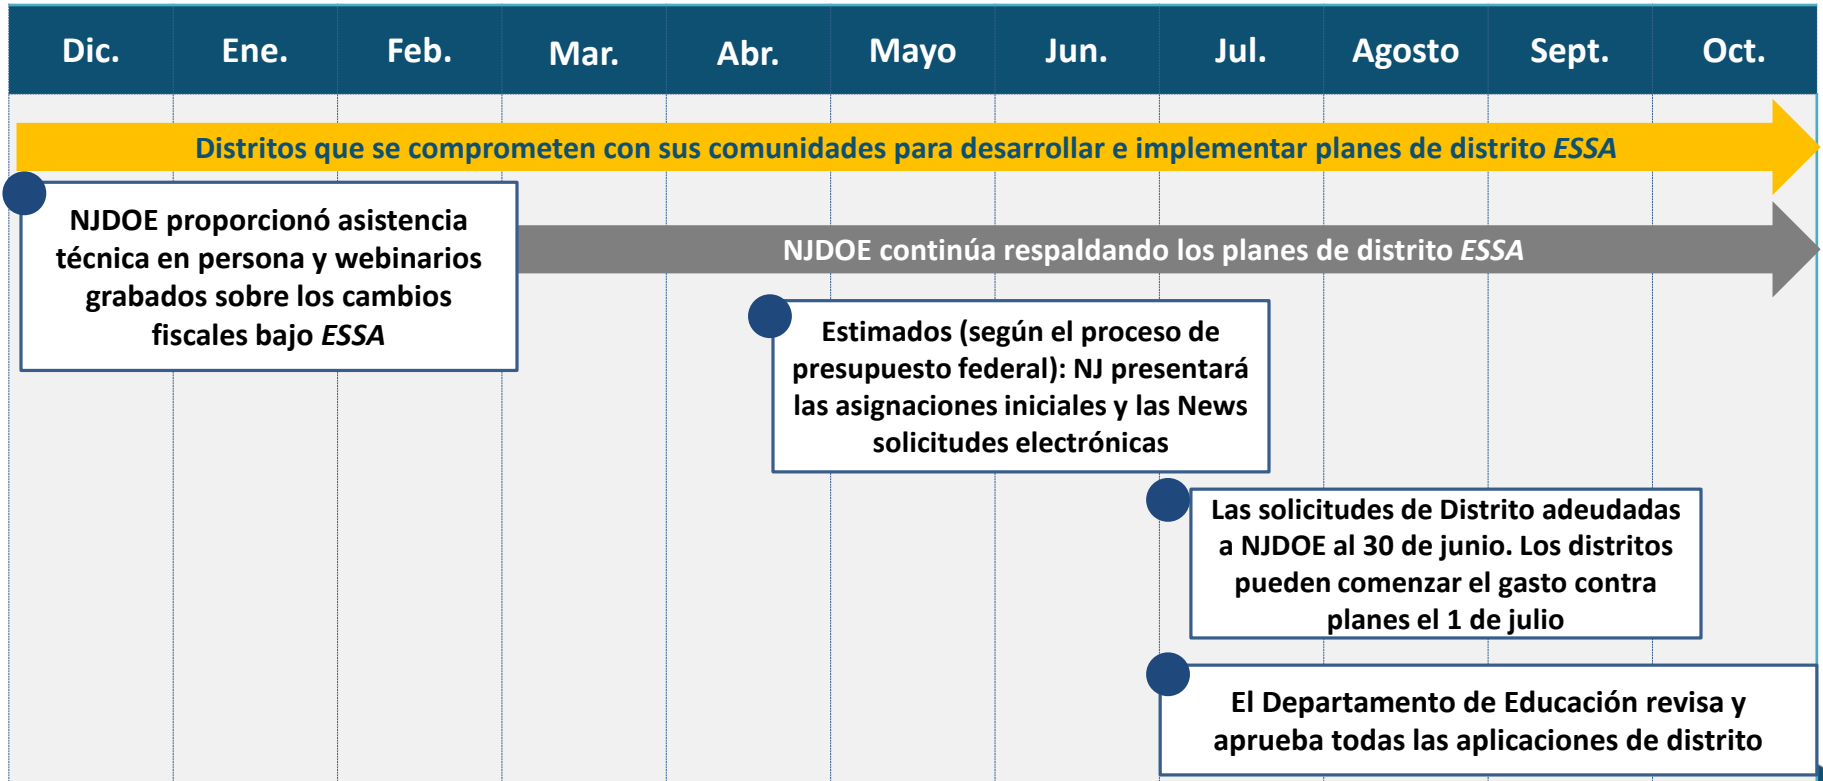 Dic. Ene. Feb. Mar. Abr. Mayo Jun. Jul. Agosto Sept. Oct.
Distritos que se comprometen con sus comunidades para desarrollar e implementar planes de distrito ESSA
NJDOE proporcionó asistencia
técnica en persona y webinarios
grabados sobre los cambios
fiscales bajo ESSA
NJDOE continúa respaldando los planes de distrito ESSA
Estimados (según el proceso de
presupuesto federal): NJ presentará
las asignaciones iniciales y las News
solicitudes electrónicas
Las solicitudes de Distrito adeudadas
a NJDOE al 30 de junio. Los distritos
pueden comenzar el gasto contra
planes el 1 de julio
El Departamento de Educación revisa y
aprueba todas las aplicaciones de distrito